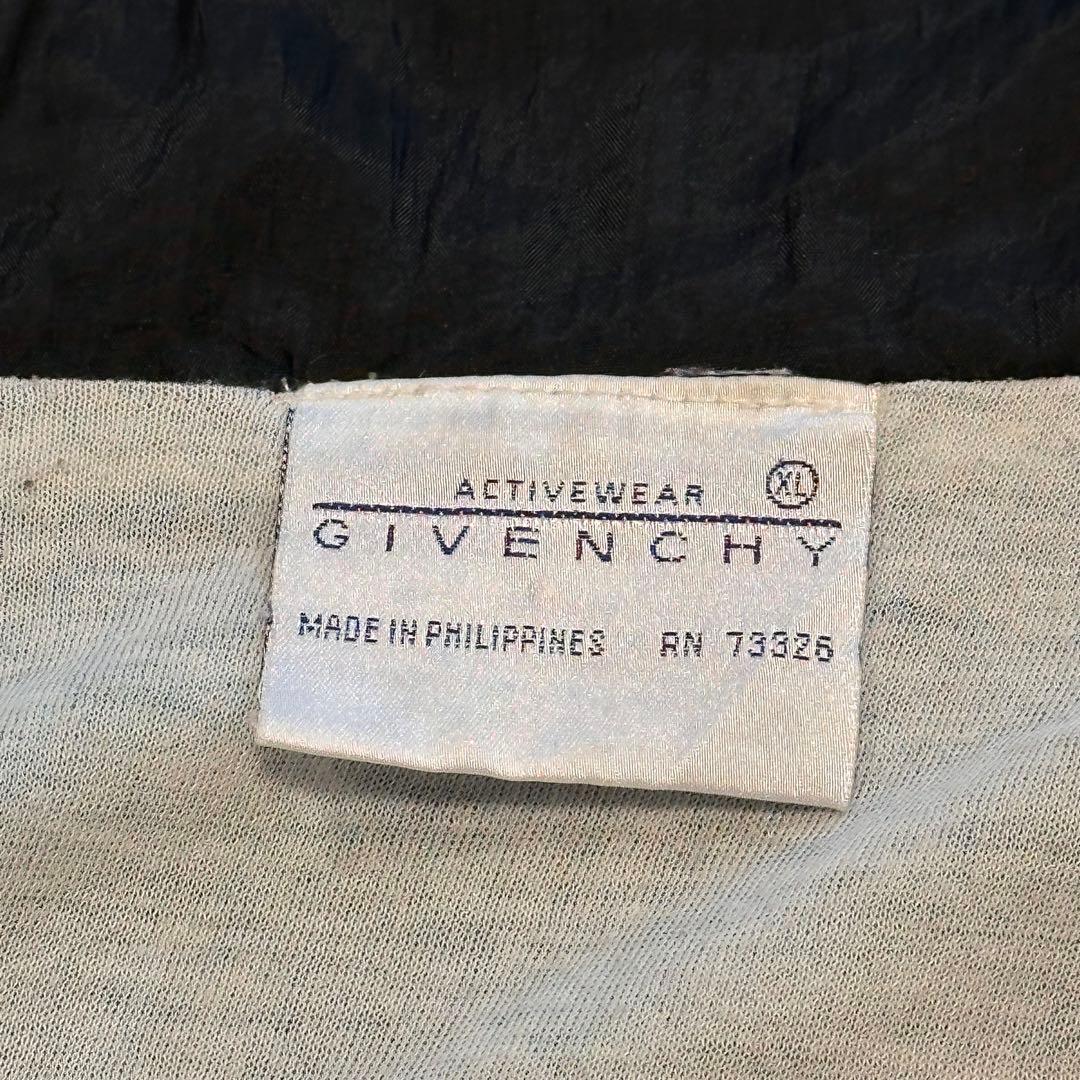 ACTIVEWEAR XL
GIVENCHY
MADE IN PHILIPPINES RN 73326